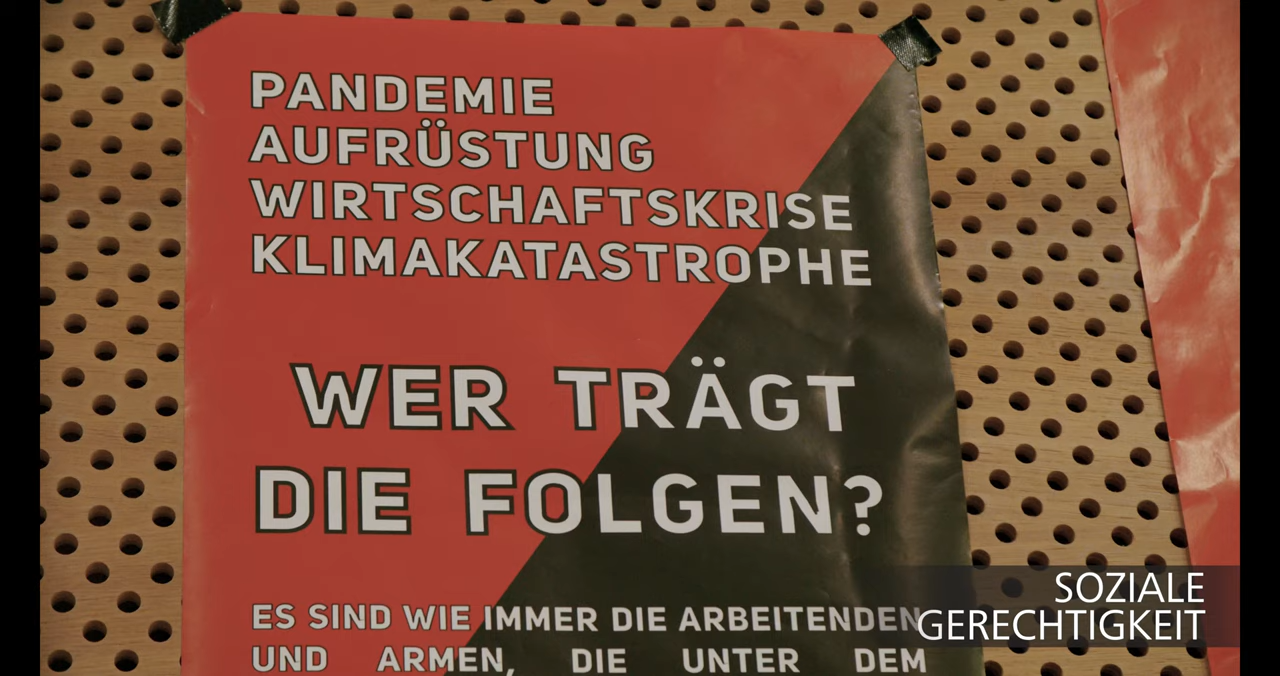 PANDEMIE
AUFRÜSTUNG
WIRTSCHAFTSKRISE
KLIMAKATASTROPHE
WER TRÄGT
DIE FOLGEN?
ES SIND WIE IMMER DIE ARBEITENDEN
UND ARMEN, DIE UNTER DEM
SOZIALE
GERECHTIGKEIT